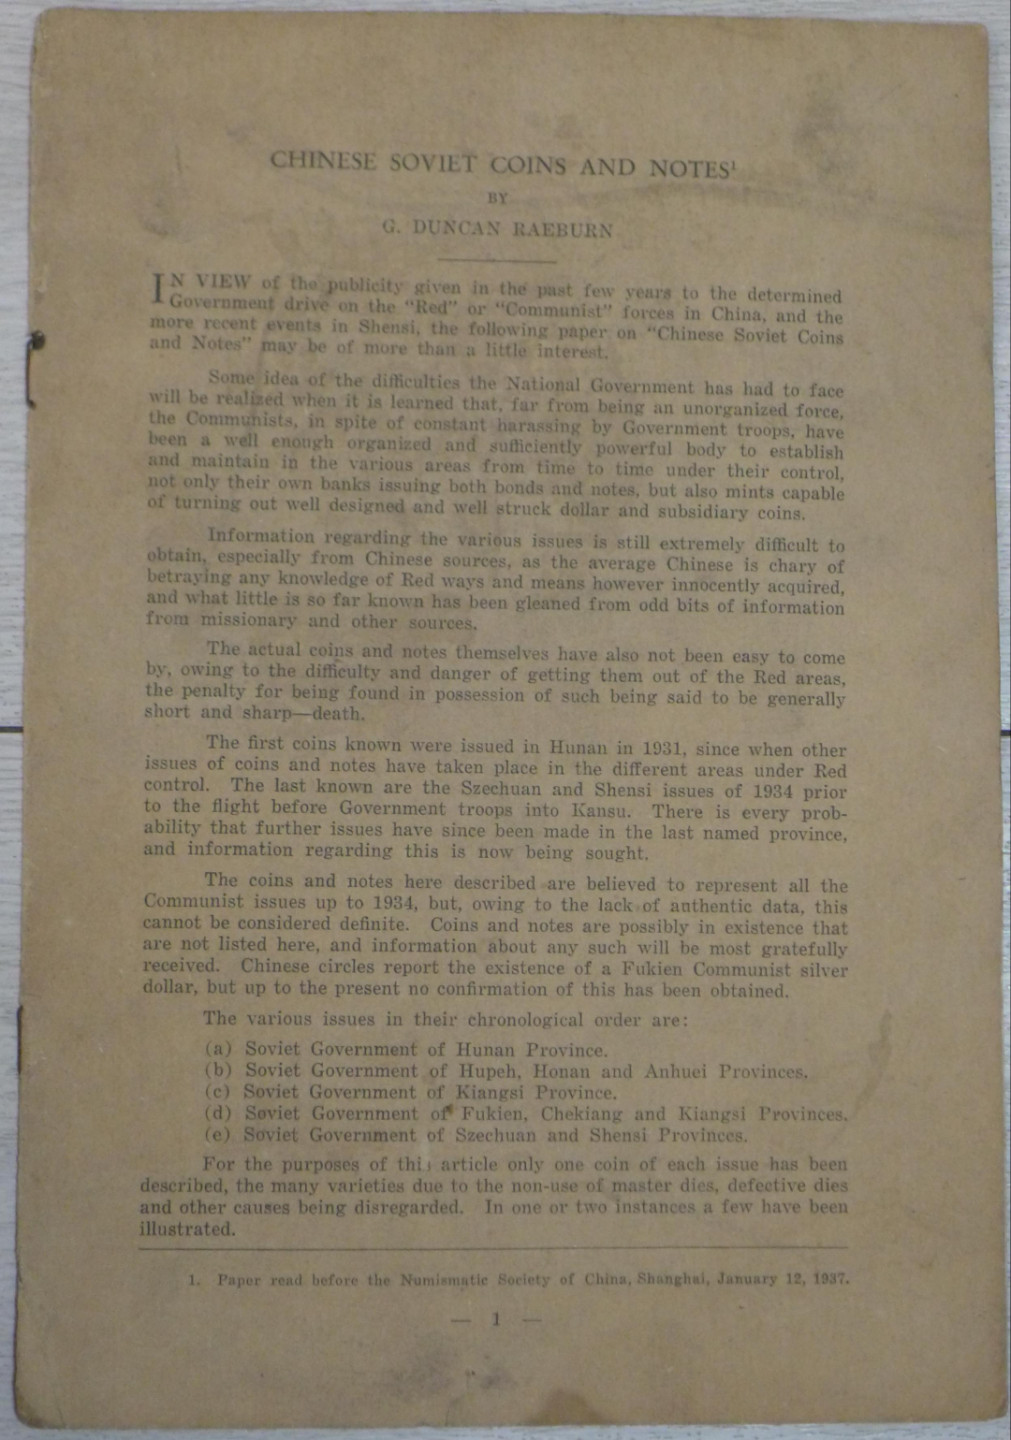 CHINESE SOVIET COINS AND NOTES¹
BY
G. DUNCAN RAEBURN
IN VIEW of the publicity given in the past few years to the determined
Government drive on the "Red" or "Communist" forces in China, and the
more recent events in Shensi, the following paper on "Chinese Soviet Coins
and Notes" may be of more than a little interest.
Some idea of the difficulties the National Government has had to face
will be realized when it is learned that, far from being an unorganized force,
the Communists, in spite of constant harassing by Government troops, have
been a well enough organized and sufficiently powerful body to establish
and maintain in the various areas from time to time under their control,
not only their own banks issuing both bonds and notes, but also mints capable
of turning out well designed and well struck dollar and subsidiary coins.
Information regarding the various issues is still extremely difficult to
obtain, especially from Chinese sources, as the average Chinese is chary of
betraying any knowledge of Red ways and means however innocently acquired,
and what little is so far known has been gleaned from odd bits of information
from missionary and other sources.
The actual coins and notes themselves have also not been easy to come
by, owing to the difficulty and danger of getting them out of the Red areas,
the penalty for being found in possession of such being said to be generally
short and sharp—death.
The first coins known were issued in Hunan in 1931, since when other
issues of coins and notes have taken place in the different areas under Red
control. The last known are the Szechuan and Shensi issues of 1934 prior
to the flight before Government troops into Kansu. There is every prob-
ability that further issues have since been made in the last named province,
and information regarding this is now being sought.
The coins and notes here described are believed to represent all the
Communist issues up to 1934, but, owing to the lack of authentic data, this
cannot be considered definite. Coins and notes are possibly in existence that
are not listed here, and information about any such will be most gratefully
received. Chinese circles report the existence of a Fukien Communist silver
dollar, but up to the present no confirmation of this has been obtained.
The various issues in their chronological order are:
(a) Soviet Government of Hunan Province.
(b) Soviet Government of Hupeh, Honan and Anhuei Provinces.
(c) Soviet Government of Kiangsi Province.
(d) Soviet Government of Fukien, Chekiang and Kiangsi Provinces.
(e) Soviet Government of Szechuan and Shensi Provinces.
For the purposes of this article only one coin of each issue has been
described, the many varieties due to the non-use of master dies, defective dies
and other causes being disregarded. In one or two instances a few have been
illustrated.
1. Paper read before the Numismatic Society of China, Shanghai, January 12, 1937.
— 1 —